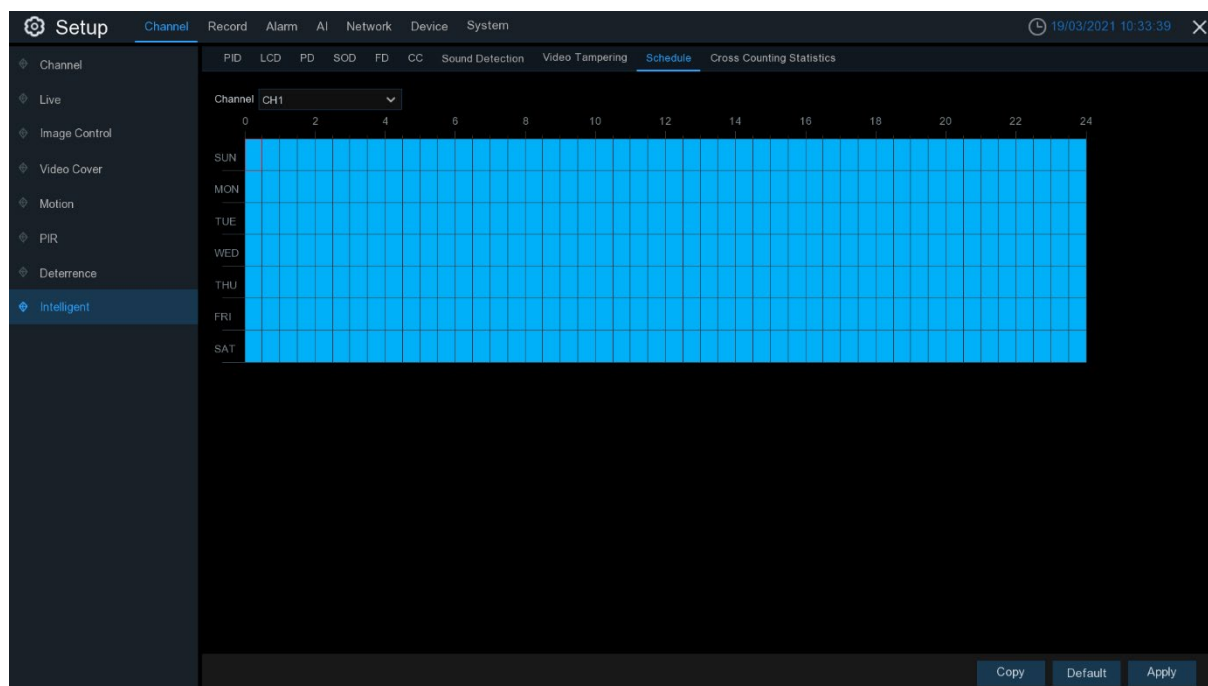 Setup Channel Record Alarm AI Network Device System 19/03/2021 10:33:39
Channel
Live
Image Control
Video Cover
Motion
PIR
Deterrence
Intelligent
PID LCD PD SOD FD CC Sound Detection Video Tampering Schedule Cross Counting Statistics
Channel CH1
0 2 4 6 8 10 12 14 16 18 20 22 24
SUN
MON
TUE
WED
THU
FRI
SAT
Copy Default Apply